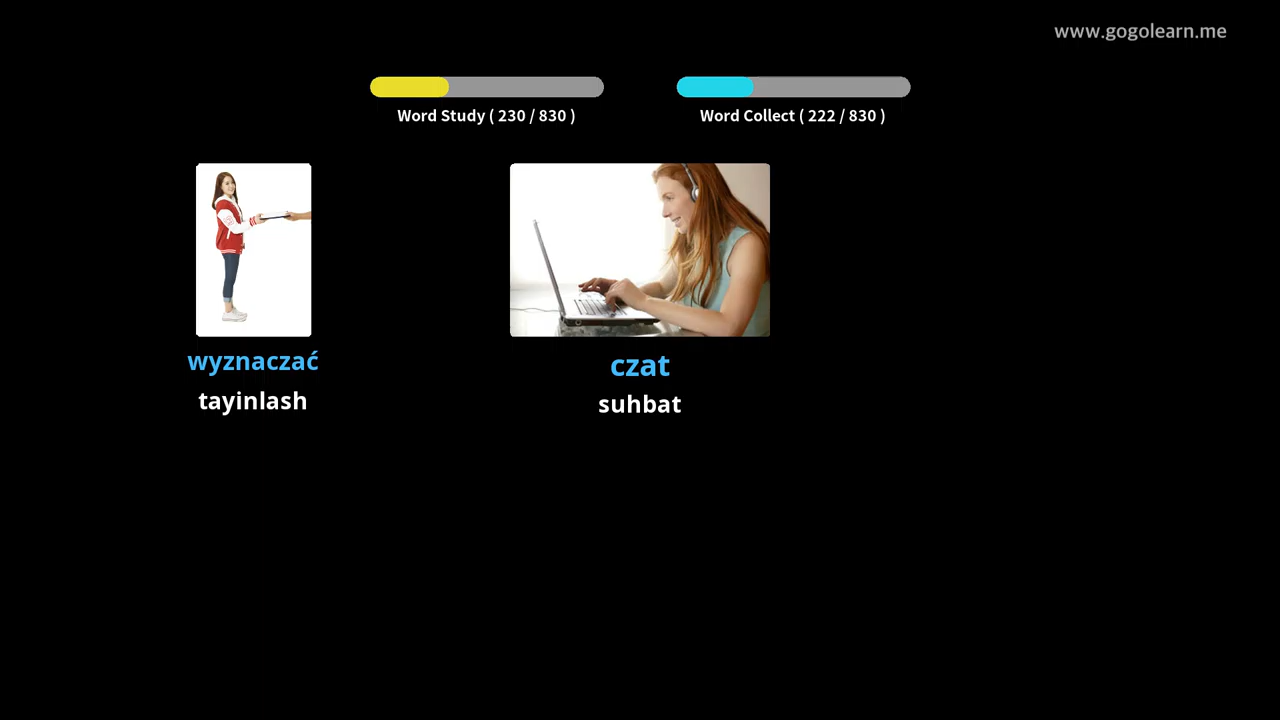 www.gogolearn.me
Word Study ( 230 / 830 )
Word Collect ( 222 / 830 )
wyznaczać
tayinlash
czat
suhbat